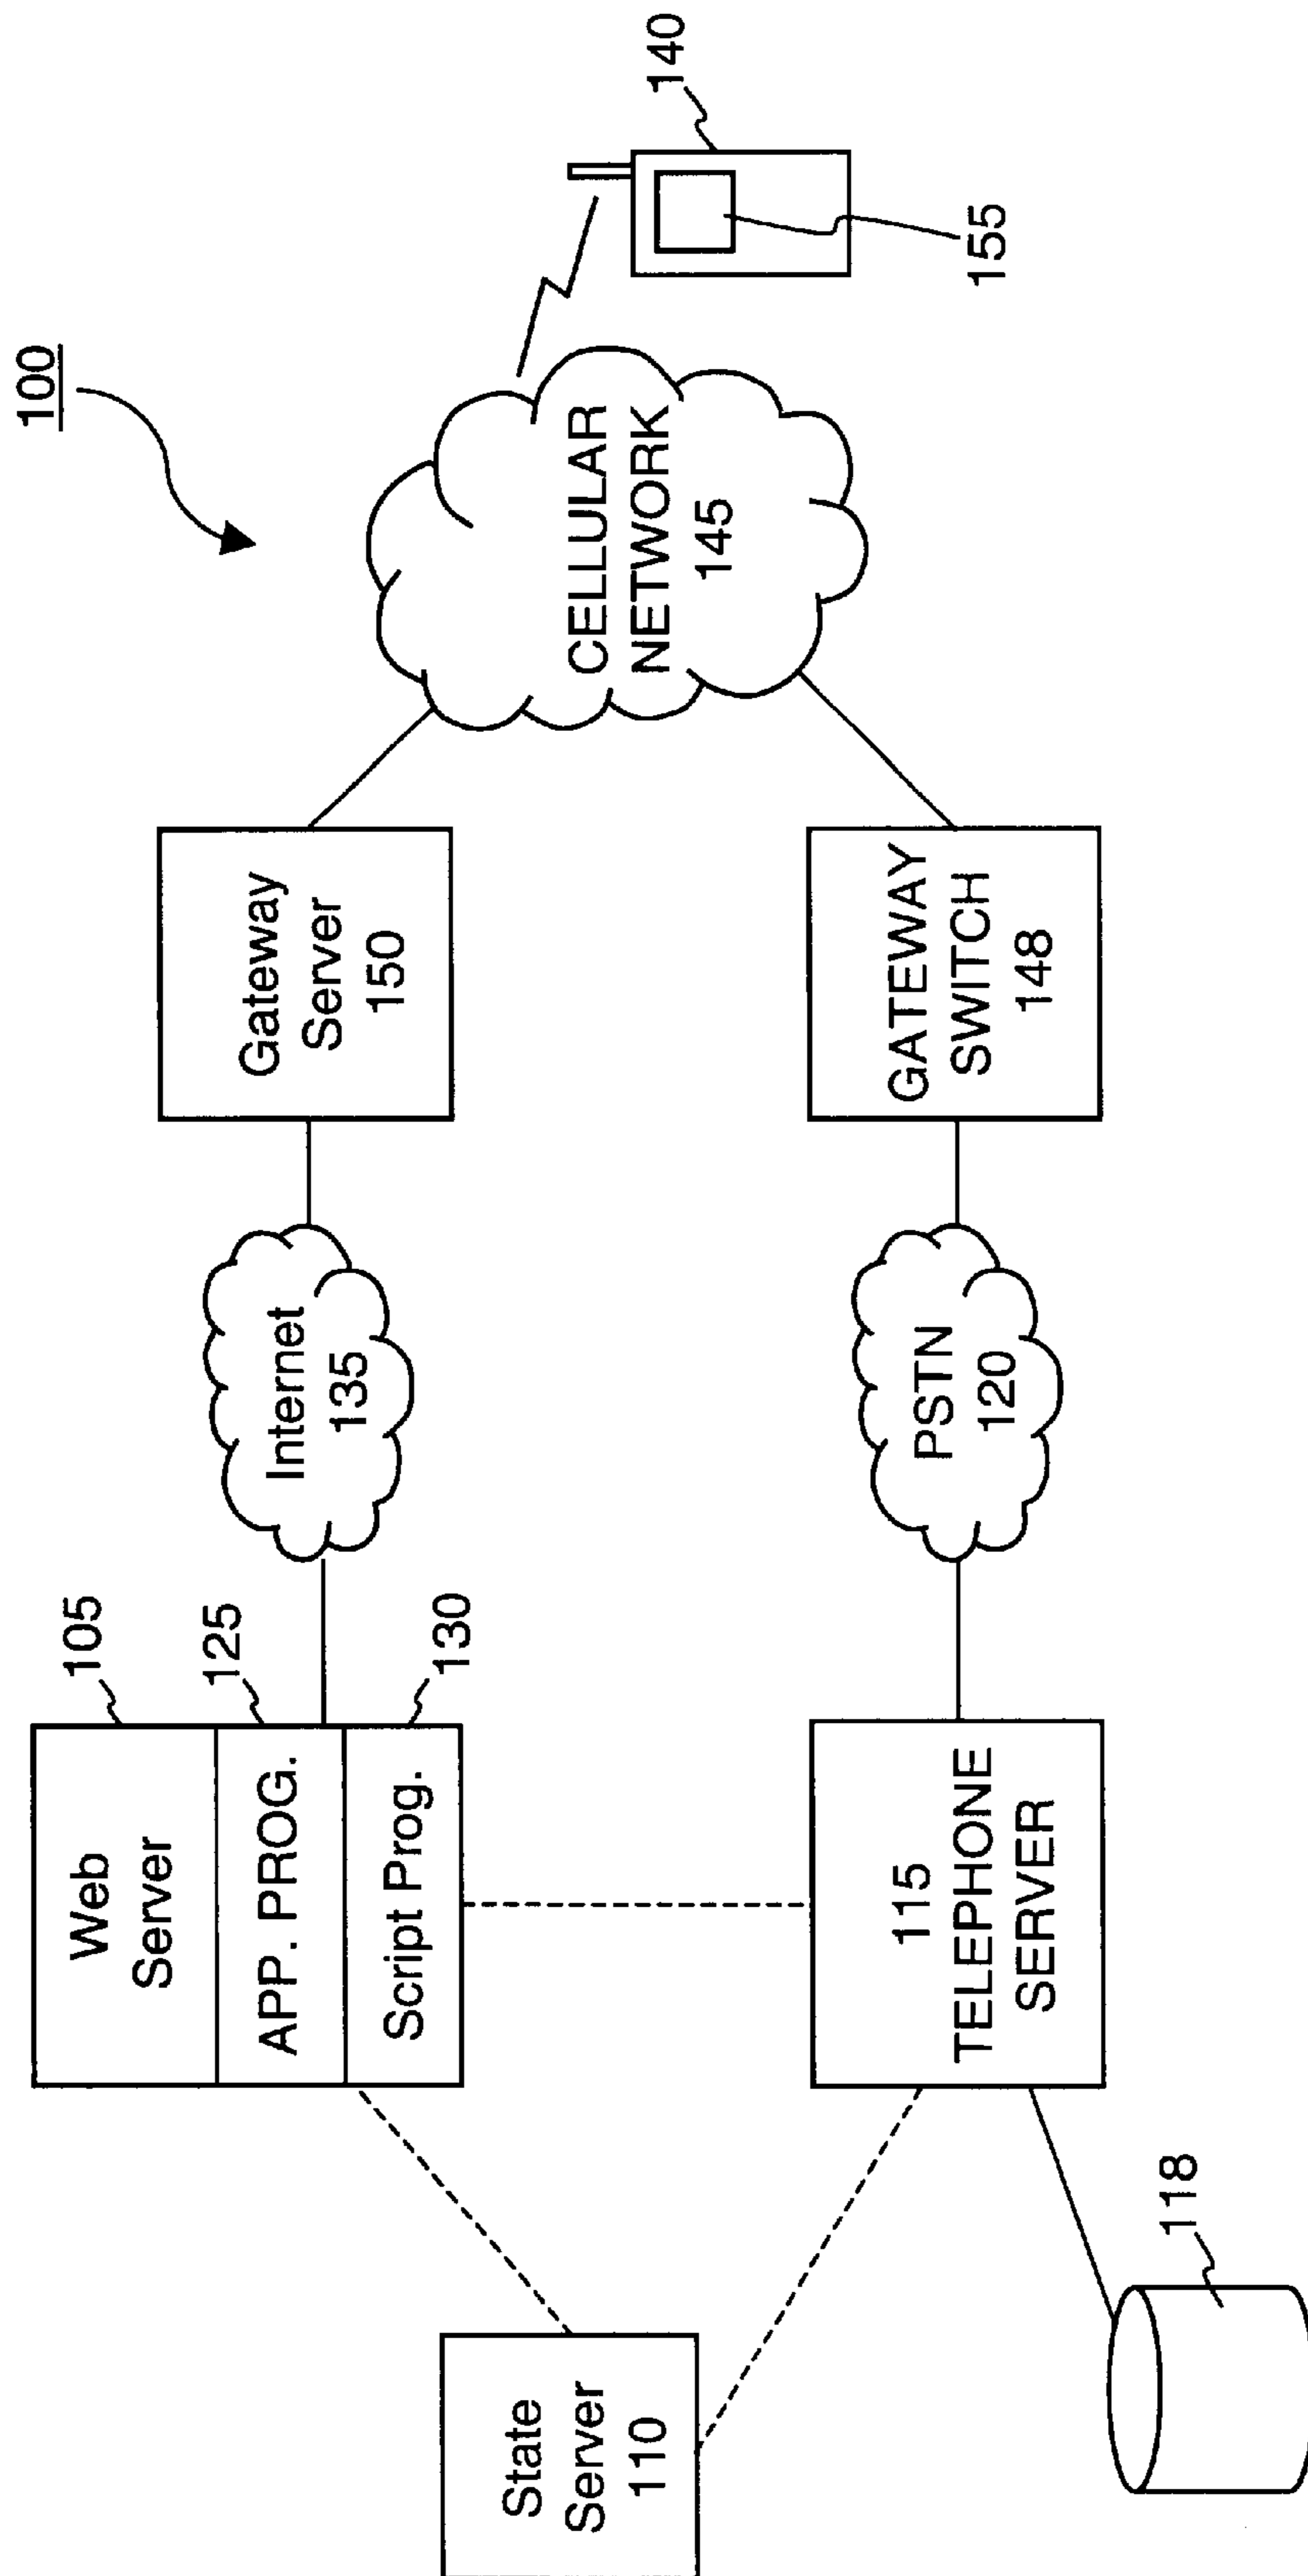 100
Web
Server
105
APP. PROG.
125
Script Prog.
130
Internet
135
Gateway
Server
150
CELLULAR
NETWORK
145
140
155
State
Server
110
115
TELEPHONE
SERVER
PSTN
120
GATEWAY
SWITCH
148
118